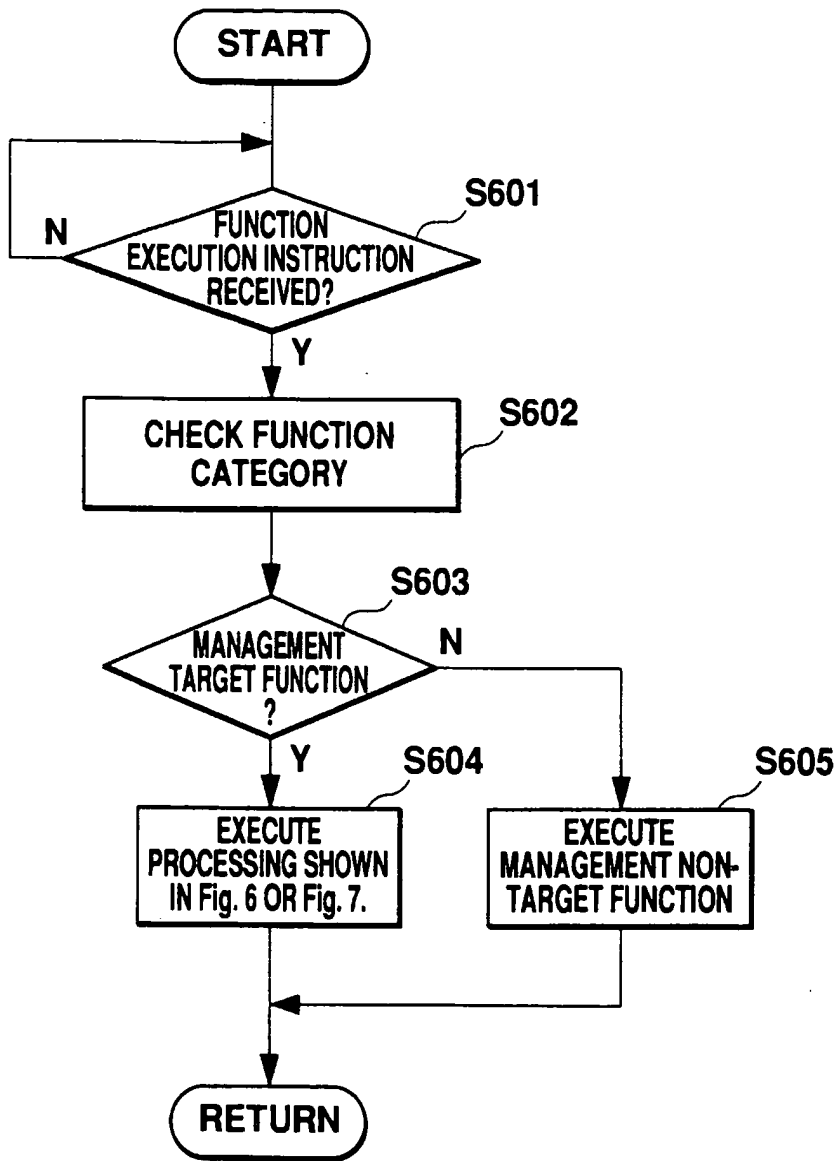 START
S601
N
FUNCTION
EXECUTION INSTRUCTION
RECEIVED?
Y
S602
CHECK FUNCTION
CATEGORY
S603
MANAGEMENT
TARGET FUNCTION
?
N
Y
S604
EXECUTE
PROCESSING SHOWN
IN Fig. 6 OR Fig. 7.
S605
EXECUTE
MANAGEMENT NON-
TARGET FUNCTION
RETURN